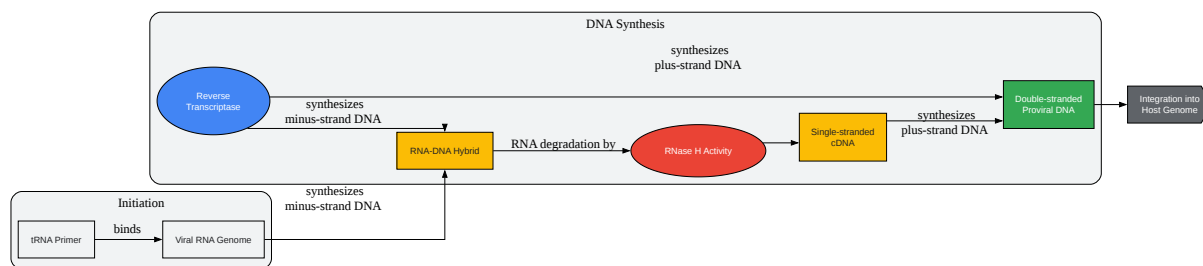 DNA Synthesis
synthesizes
plus-strand DNA
Reverse
Transcriptase
synthesizes
minus-strand DNA
RNA-DNA Hybrid
RNA degradation by
RNase H Activity
Single-stranded
cDNA
synthesizes
plus-strand DNA
Double-stranded
Proviral DNA
Integration into
Host Genome
synthesizes
minus-strand DNA
Initiation
tRNA Primer
binds
Viral RNA Genome